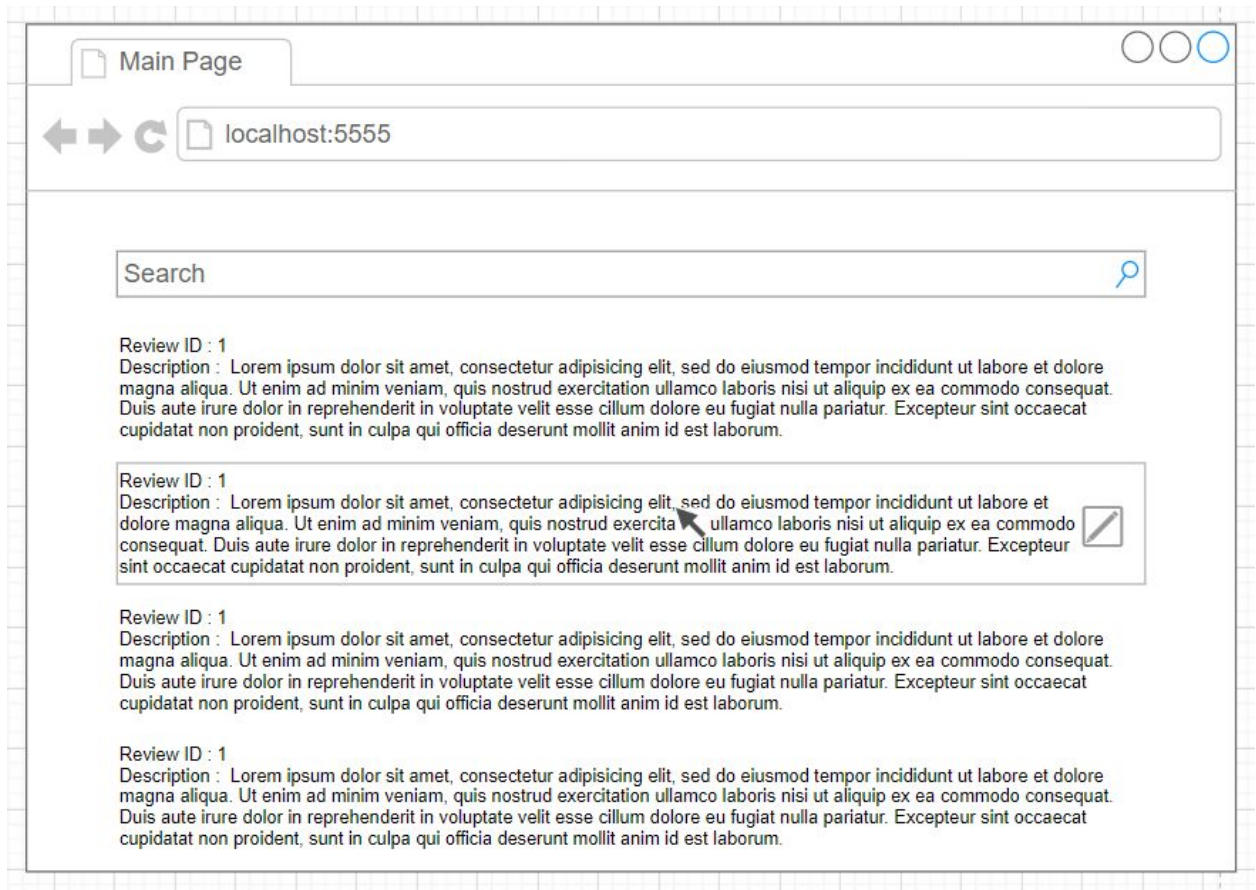 Main Page
localhost:5555
Search
Review ID : 1
Description : Lorem ipsum dolor sit amet, consectetur adipisicing elit, sed do eiusmod tempor incididunt ut labore et dolore
magna aliqua. Ut enim ad minim veniam, quis nostrud exercitation ullamco laboris nisi ut aliquip ex ea commodo consequat.
Duis aute irure dolor in reprehenderit in voluptate velit esse cillum dolore eu fugiat nulla pariatur. Excepteur sint occaecat
cupidatat non proident, sunt in culpa qui officia deserunt mollit anim id est laborum.
Review ID : 1
Description : Lorem ipsum dolor sit amet, consectetur adipisicing elit, sed do eiusmod tempor incididunt ut labore et
dolore magna aliqua. Ut enim ad minim veniam, quis nostrud exercita ullamco laboris nisi ut aliquip ex ea commodo
consequat. Duis aute irure dolor in reprehenderit in voluptate velit esse cillum dolore eu fugiat nulla pariatur. Excepteur
sint occaecat cupidatat non proident, sunt in culpa qui officia deserunt mollit anim id est laborum.
Review ID : 1
Description : Lorem ipsum dolor sit amet, consectetur adipisicing elit, sed do eiusmod tempor incididunt ut labore et dolore
magna aliqua. Ut enim ad minim veniam, quis nostrud exercitation ullamco laboris nisi ut aliquip ex ea commodo consequat.
Duis aute irure dolor in reprehenderit in voluptate velit esse cillum dolore eu fugiat nulla pariatur. Excepteur sint occaecat
cupidatat non proident, sunt in culpa qui officia deserunt mollit anim id est laborum.
Review ID : 1
Description : Lorem ipsum dolor sit amet, consectetur adipisicing elit, sed do eiusmod tempor incididunt ut labore et dolore
magna aliqua. Ut enim ad minim veniam, quis nostrud exercitation ullamco laboris nisi ut aliquip ex ea commodo consequat.
Duis aute irure dolor in reprehenderit in voluptate velit esse cillum dolore eu fugiat nulla pariatur. Excepteur sint occaecat
cupidatat non proident, sunt in culpa qui officia deserunt mollit anim id est laborum.